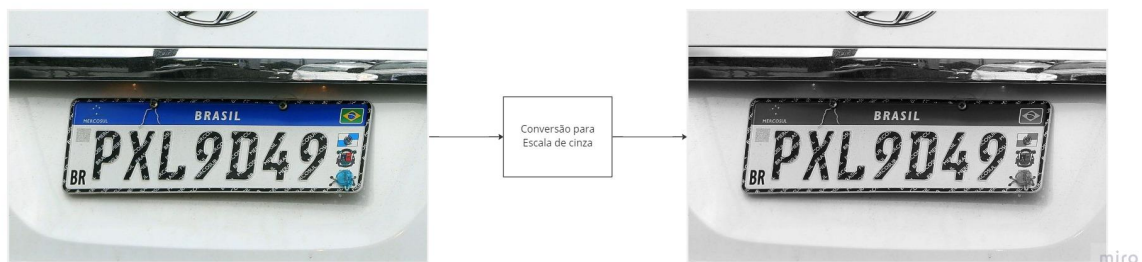 MERCOSUL
BRASIL
PXL9D49
BR
Conversão para
Escala de cinza
MERCOSUL
BRASIL
PXL9D49
BR
miro